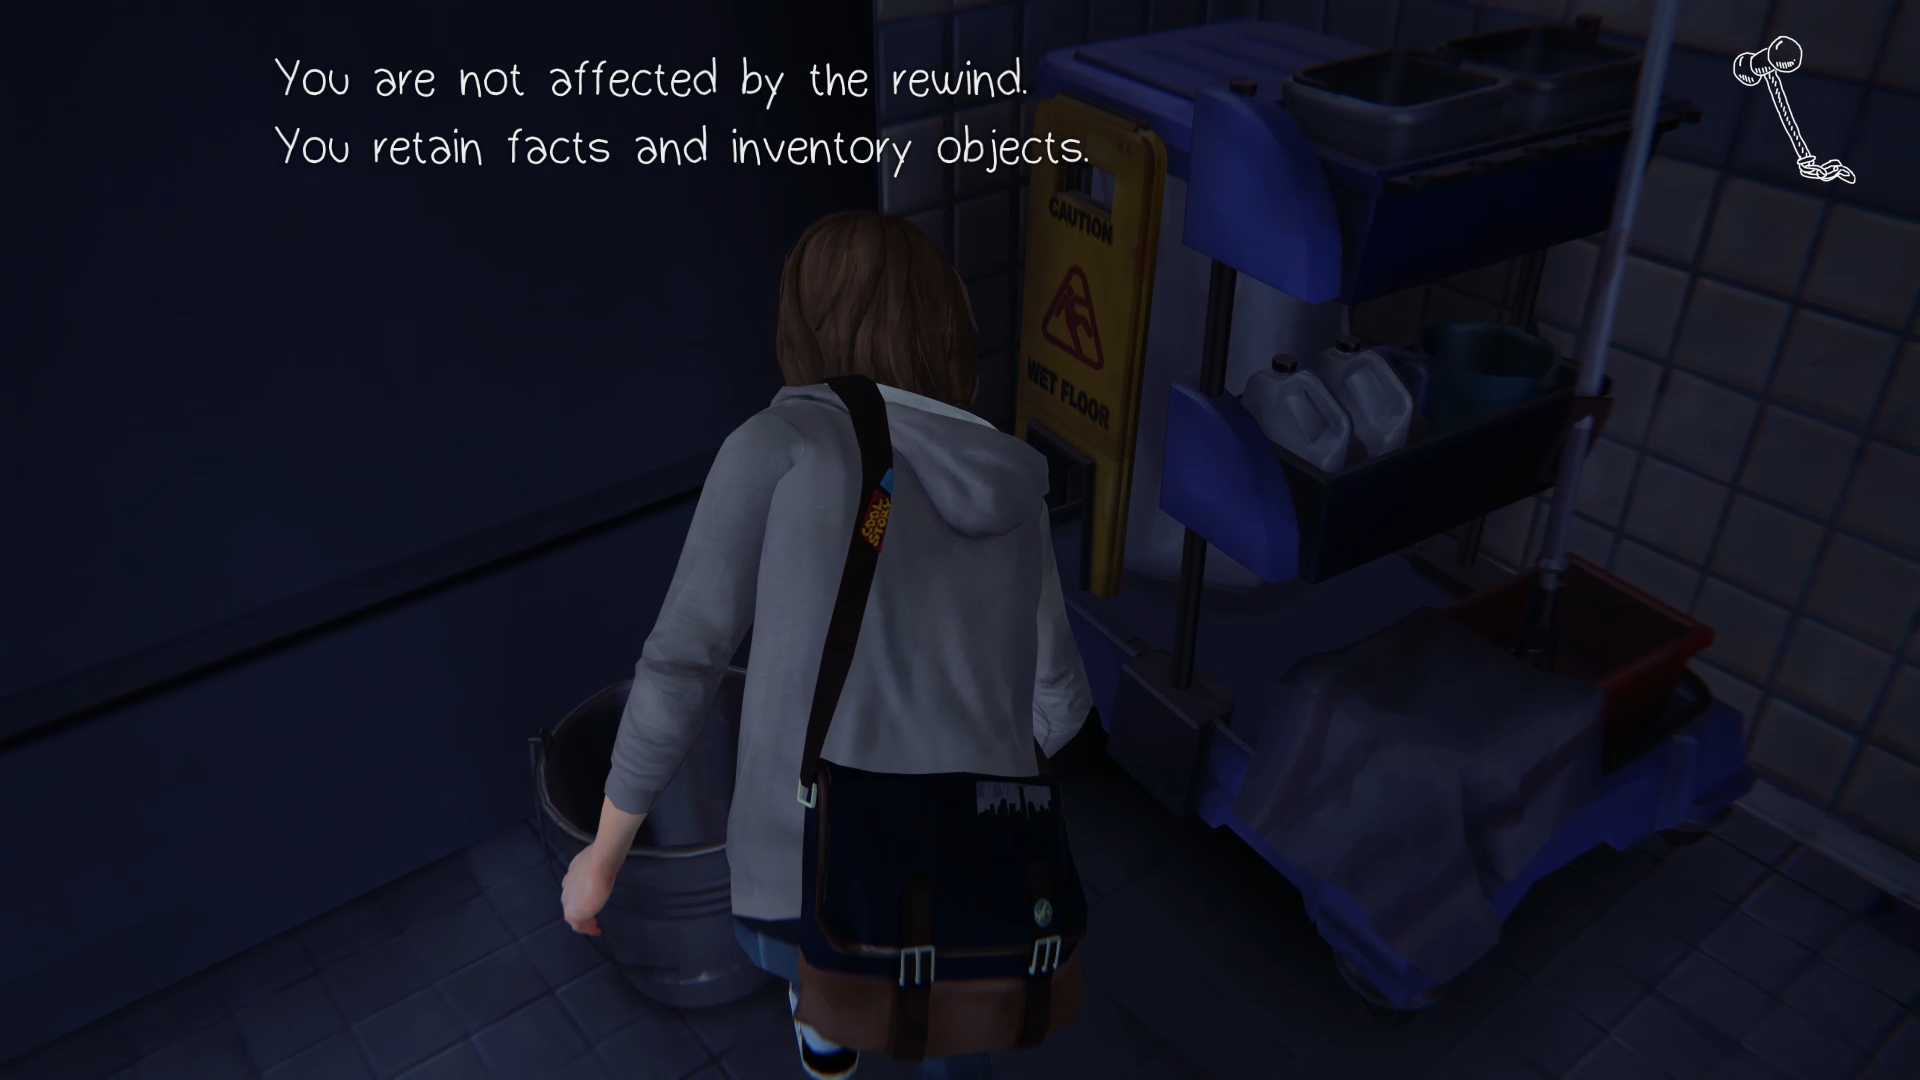 You are not affected by the rewind.
You retain facts and inventory objects.
CAUTION
WET FLOOR
COOL
STORY